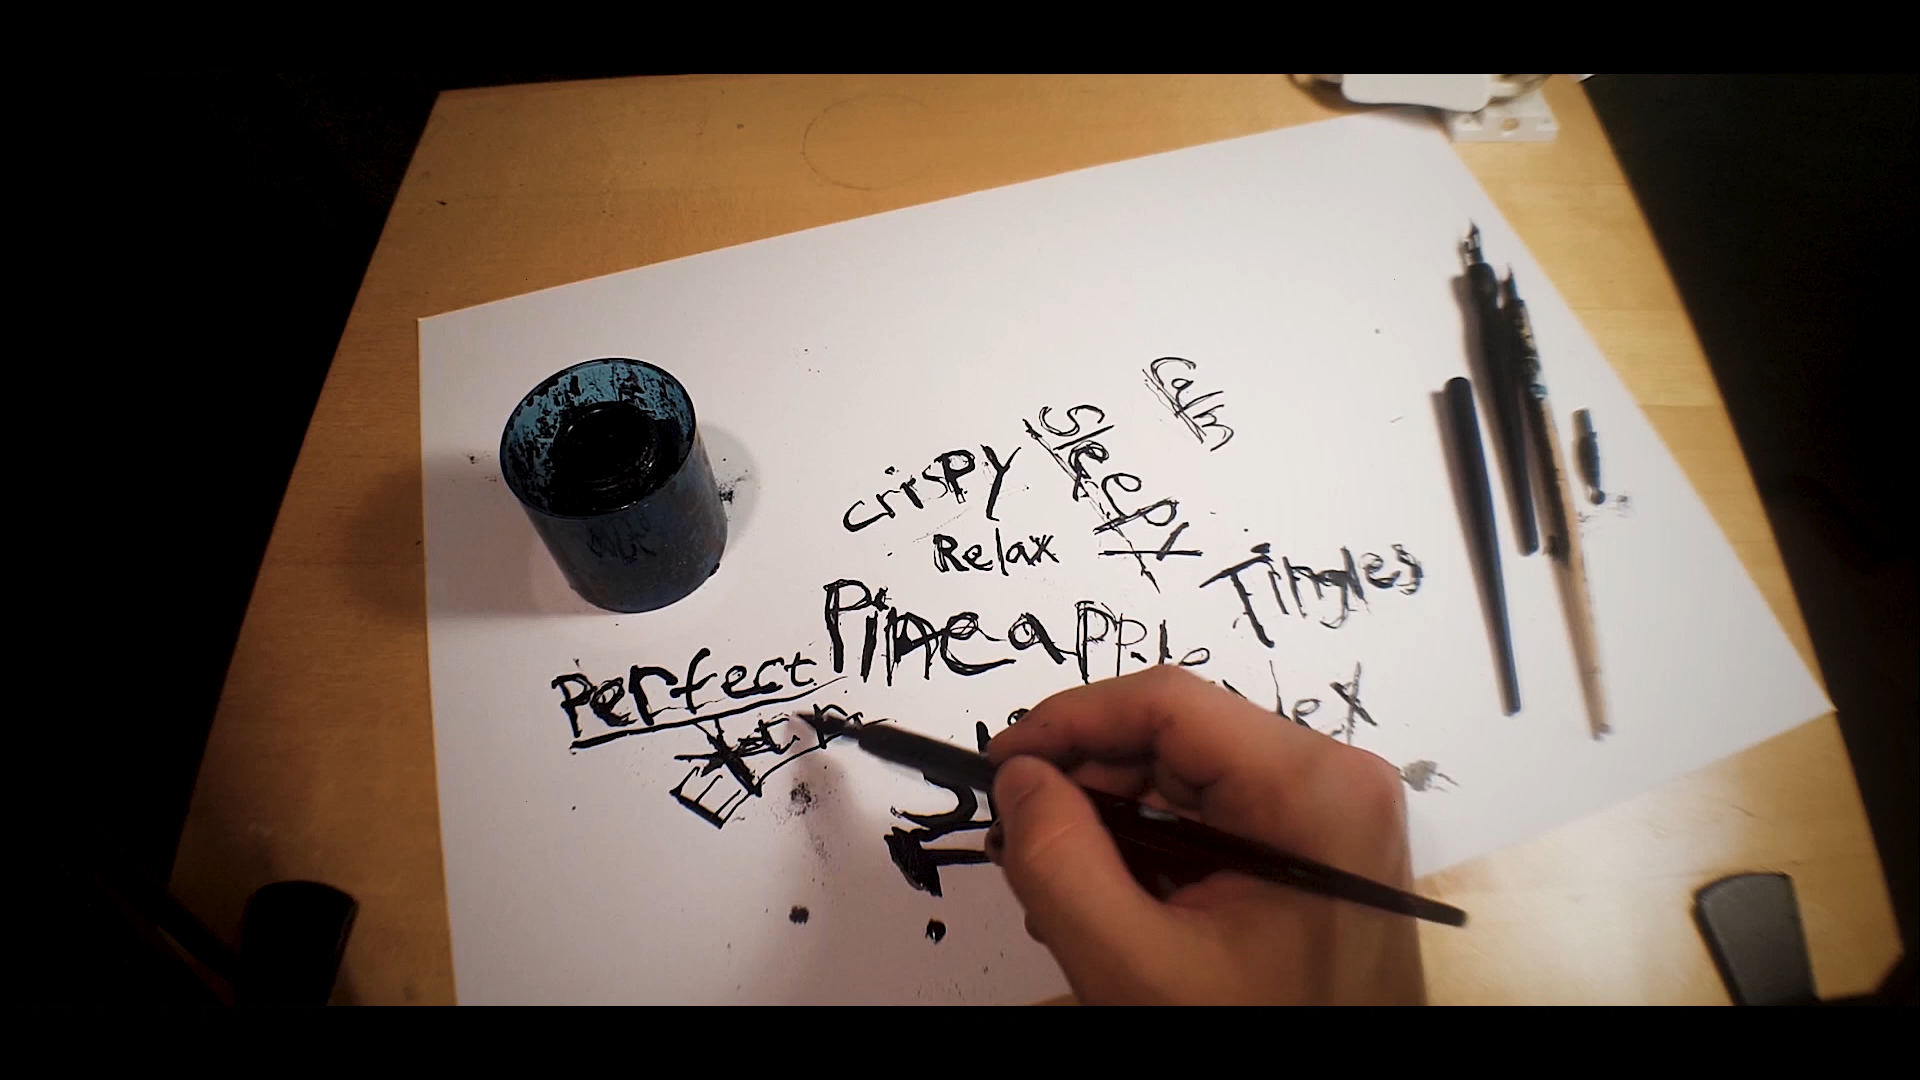 Calm
Sleepy
crispy
Relax
Tingles
Pineapple
Perfect